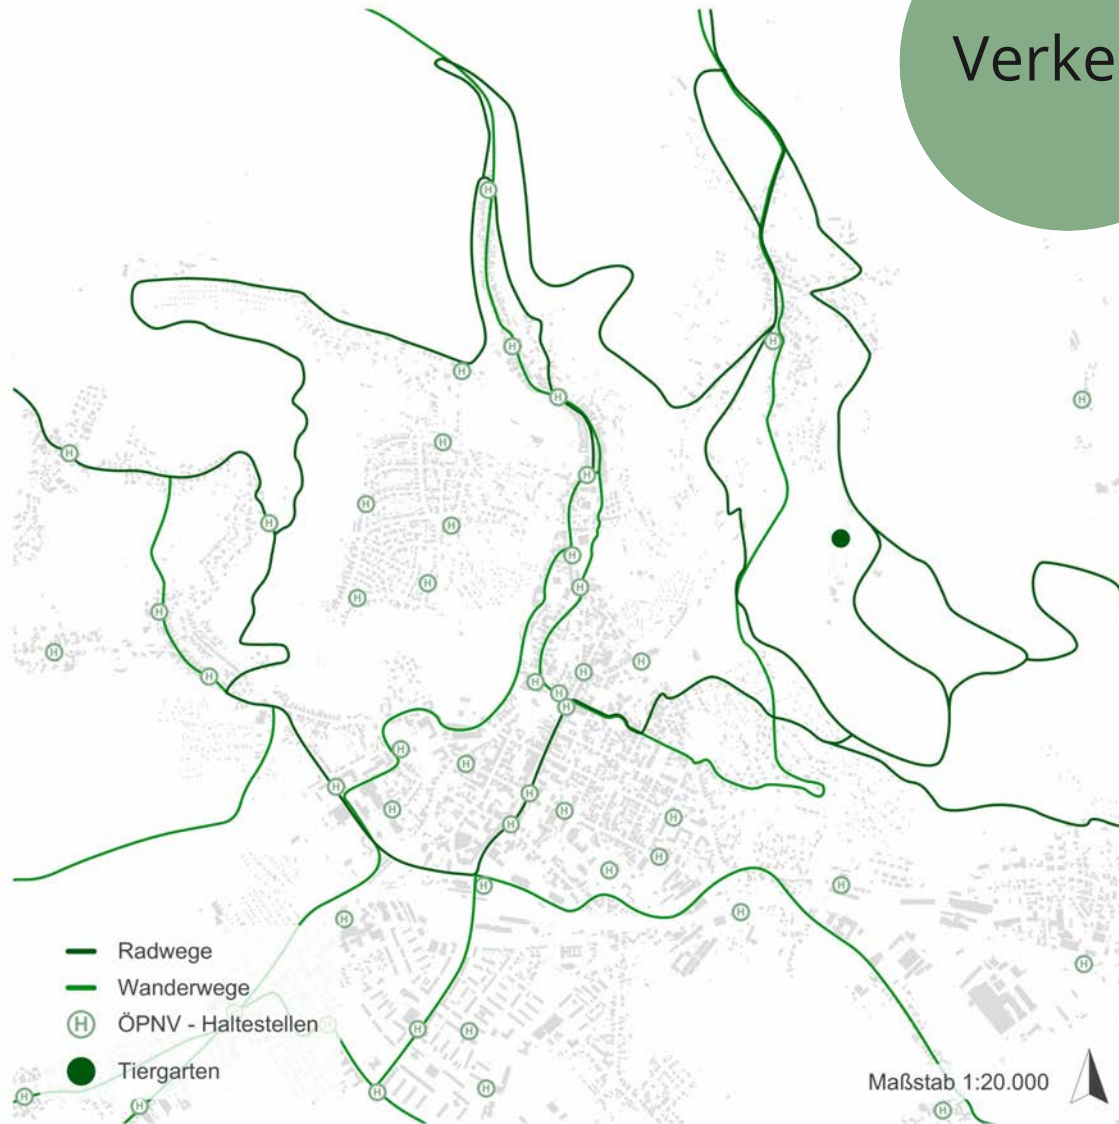 Verke
Radwege
Wanderwege
H ÖPNV - Haltestellen
Tiergarten
Maßstab 1:20.000